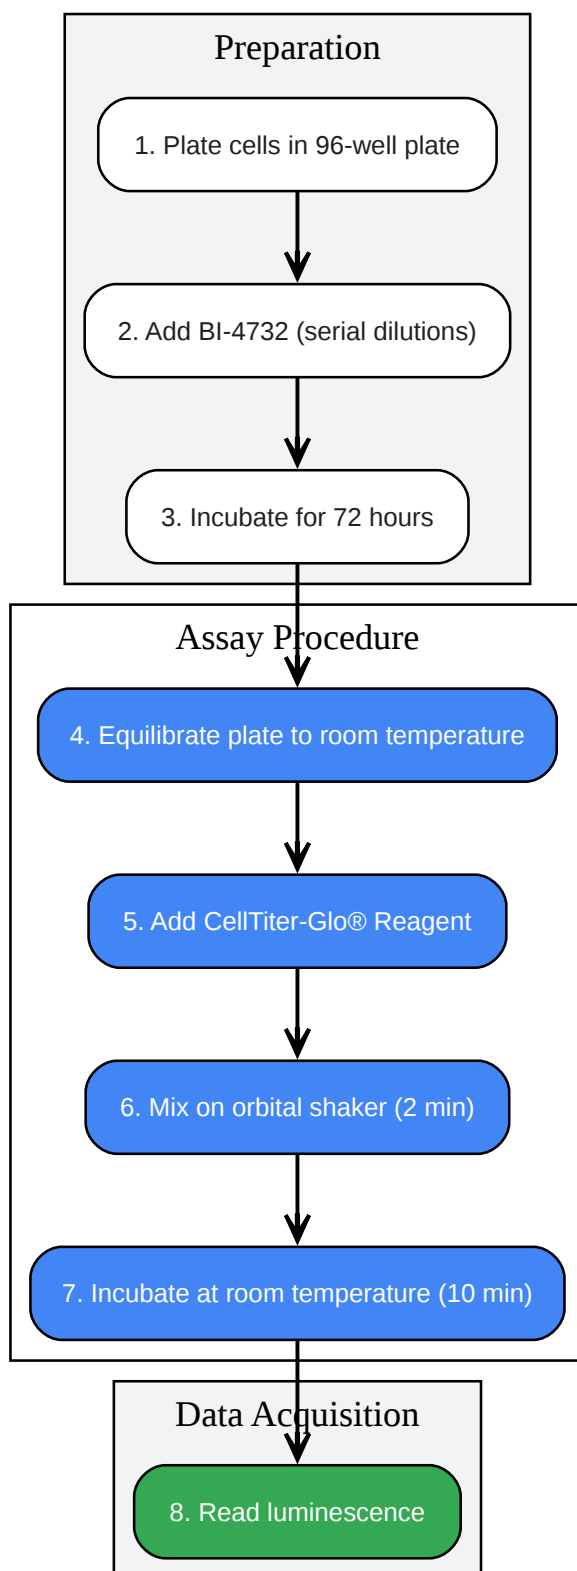 Preparation
1. Plate cells in 96-well plate
2. Add BI-4732 (serial dilutions)
3. Incubate for 72 hours
Assay Procedure
4. Equilibrate plate to room temperature
5. Add CellTiter-Glo® Reagent
6. Mix on orbital shaker (2 min)
7. Incubate at room temperature (10 min)
Data Acquisition
8. Read luminescence